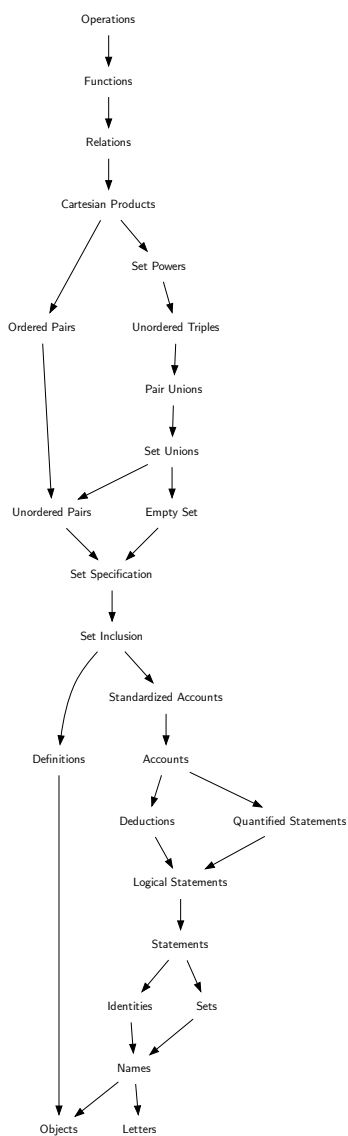 Operations
Functions
Relations
Cartesian Products
Set Powers
Ordered Pairs
Unordered Triples
Pair Unions
Set Unions
Unordered Pairs
Empty Set
Set Specification
Set Inclusion
Standardized Accounts
Definitions
Accounts
Deductions
Quantified Statements
Logical Statements
Statements
Identities
Sets
Names
Objects
Letters